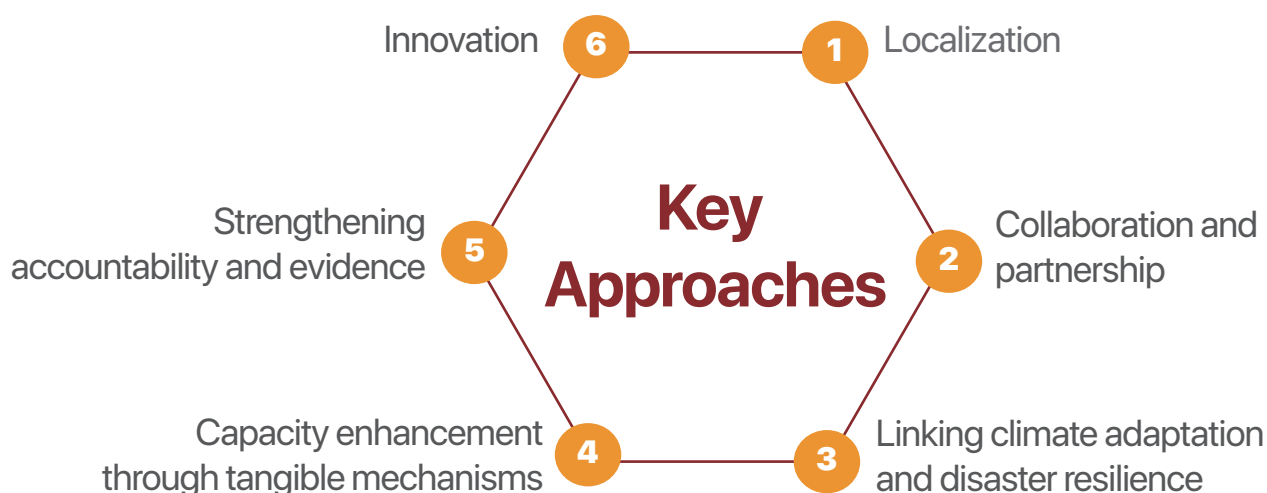 Key
Approaches
1
Localization
2
Collaboration and
partnership
3
Linking climate adaptation
and disaster resilience
4
Capacity enhancement
through tangible mechanisms
5
Strengthening
accountability and evidence
6
Innovation